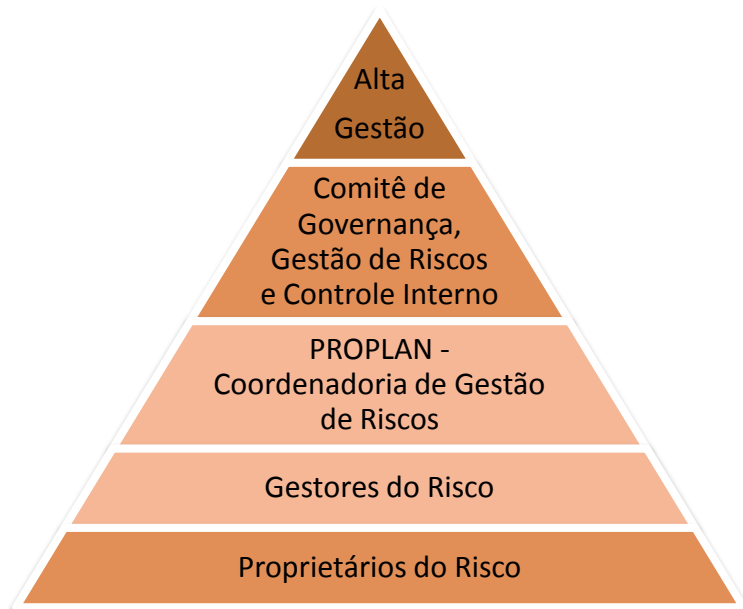 Alta
Gestão
Comitê de
Governança,
Gestão de Riscos
e Controle Interno
PROPLAN -
Coordenadoria de Gestão
de Riscos
Gestores do Risco
Proprietários do Risco